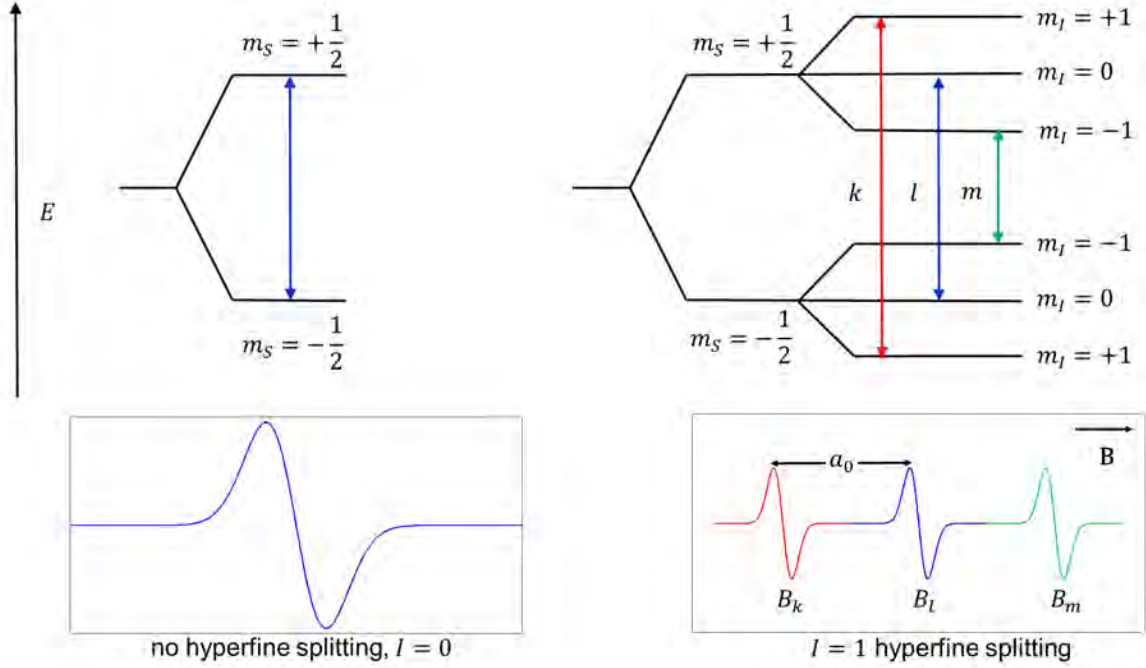 E
m_S = +1/2
m_S = −1/2
m_S = +1/2
m_S = −1/2
k
l
m
m_I = +1
m_I = 0
m_I = −1
m_I = −1
m_I = 0
m_I = +1
no hyperfine splitting, I = 0
a_0
B
B_k
B_l
B_m
I = 1 hyperfine splitting